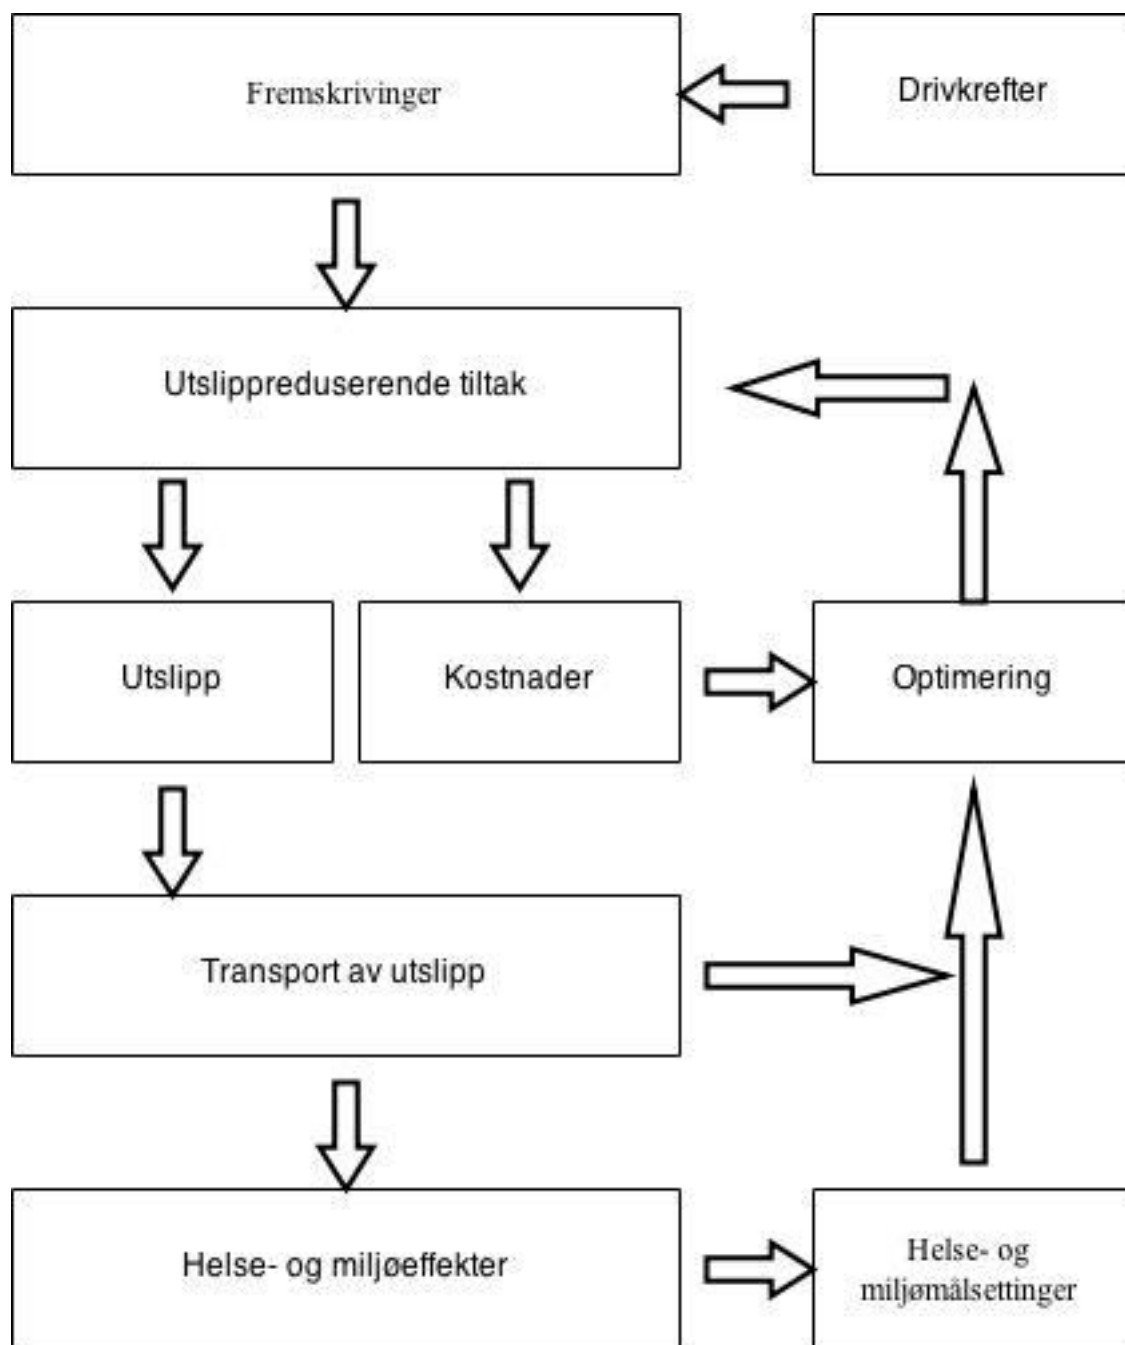 Fremskrivinger
Drivkrefter
Utslippreduserende tiltak
Utslipp
Kostnader
Optimering
Transport av utslipp
Helse- og miljøeffekter
Helse- og
miljømålsettinger